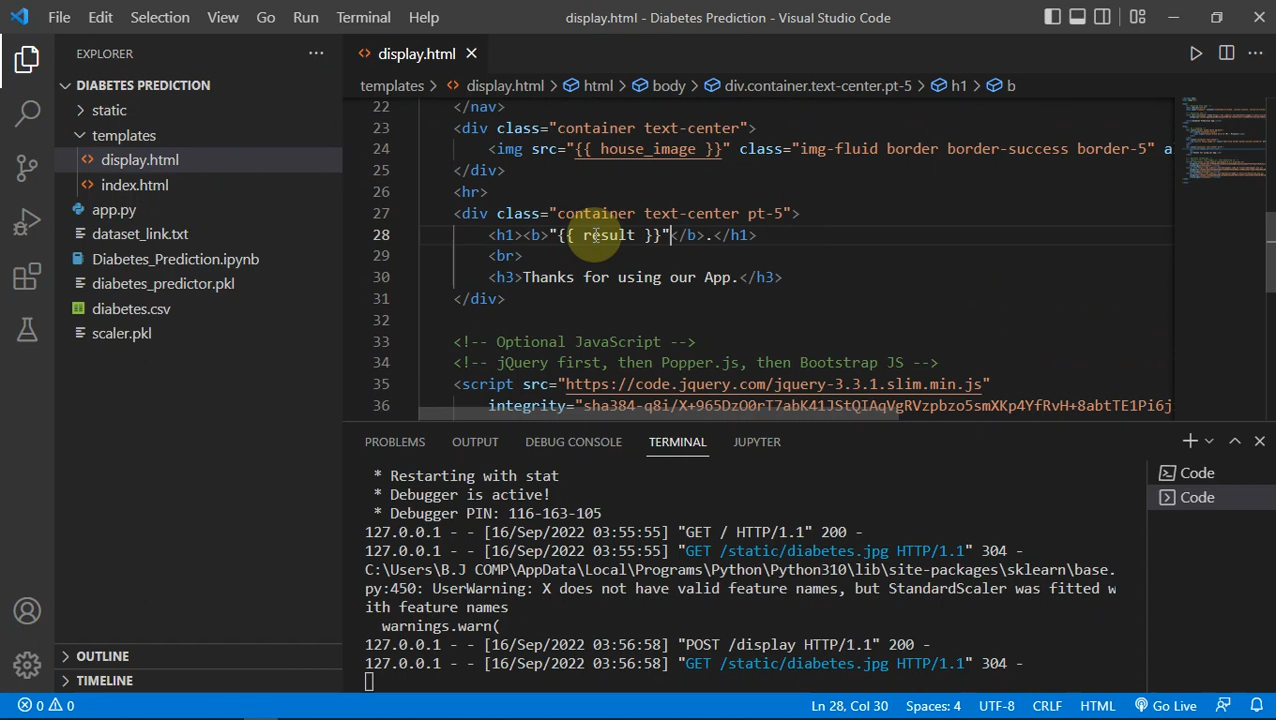 File Edit Selection View Go Run Terminal Help display.html - Diabetes Prediction - Visual Studio Code
EXPLORER
DIABETES PREDICTION
static
templates
display.html
index.html
app.py
dataset_link.txt
Diabetes_Prediction.ipynb
diabetes_predictor.pkl
diabetes.csv
scaler.pkl
OUTLINE
TIMELINE
display.html
templates > display.html > html > body > div.container.text-center.pt-5 > h1 > b
22 </nav>
23 <div class="container text-center">
24 <img src="{{ house_image }}" class="img-fluid border border-success border-5" a
25 </div>
26 <hr>
27 <div class="container text-center pt-5">
28 <h1><b>"{{ result }}"</b>.</h1>
29 <br>
30 <h3>Thanks for using our App.</h3>
31 </div>
32
33 <!-- Optional JavaScript -->
34 <!-- jQuery first, then Popper.js, then Bootstrap JS -->
35 <script src="https://code.jquery.com/jquery-3.3.1.slim.min.js"
36 integrity="sha384-q8i/X+965DzO0rT7abK41JStQIAqVgRVzpbzo5smXKp4YfRvH+8abtTE1Pi6j
PROBLEMS OUTPUT DEBUG CONSOLE TERMINAL JUPYTER
* Restarting with stat
* Debugger is active!
* Debugger PIN: 116-163-105
127.0.0.1 - - [16/Sep/2022 03:55:55] "GET / HTTP/1.1" 200 -
127.0.0.1 - - [16/Sep/2022 03:55:55] "GET /static/diabetes.jpg HTTP/1.1" 304 -
C:\Users\B.J COMP\AppData\Local\Programs\Python\Python310\lib\site-packages\sklearn\base.
py:450: UserWarning: X does not have valid feature names, but StandardScaler was fitted w
ith feature names
warnings.warn(
127.0.0.1 - - [16/Sep/2022 03:56:58] "POST /display HTTP/1.1" 200 -
127.0.0.1 - - [16/Sep/2022 03:56:58] "GET /static/diabetes.jpg HTTP/1.1" 304 -
Code
Code
0 0 Ln 28, Col 30 Spaces: 4 UTF-8 CRLF HTML Go Live